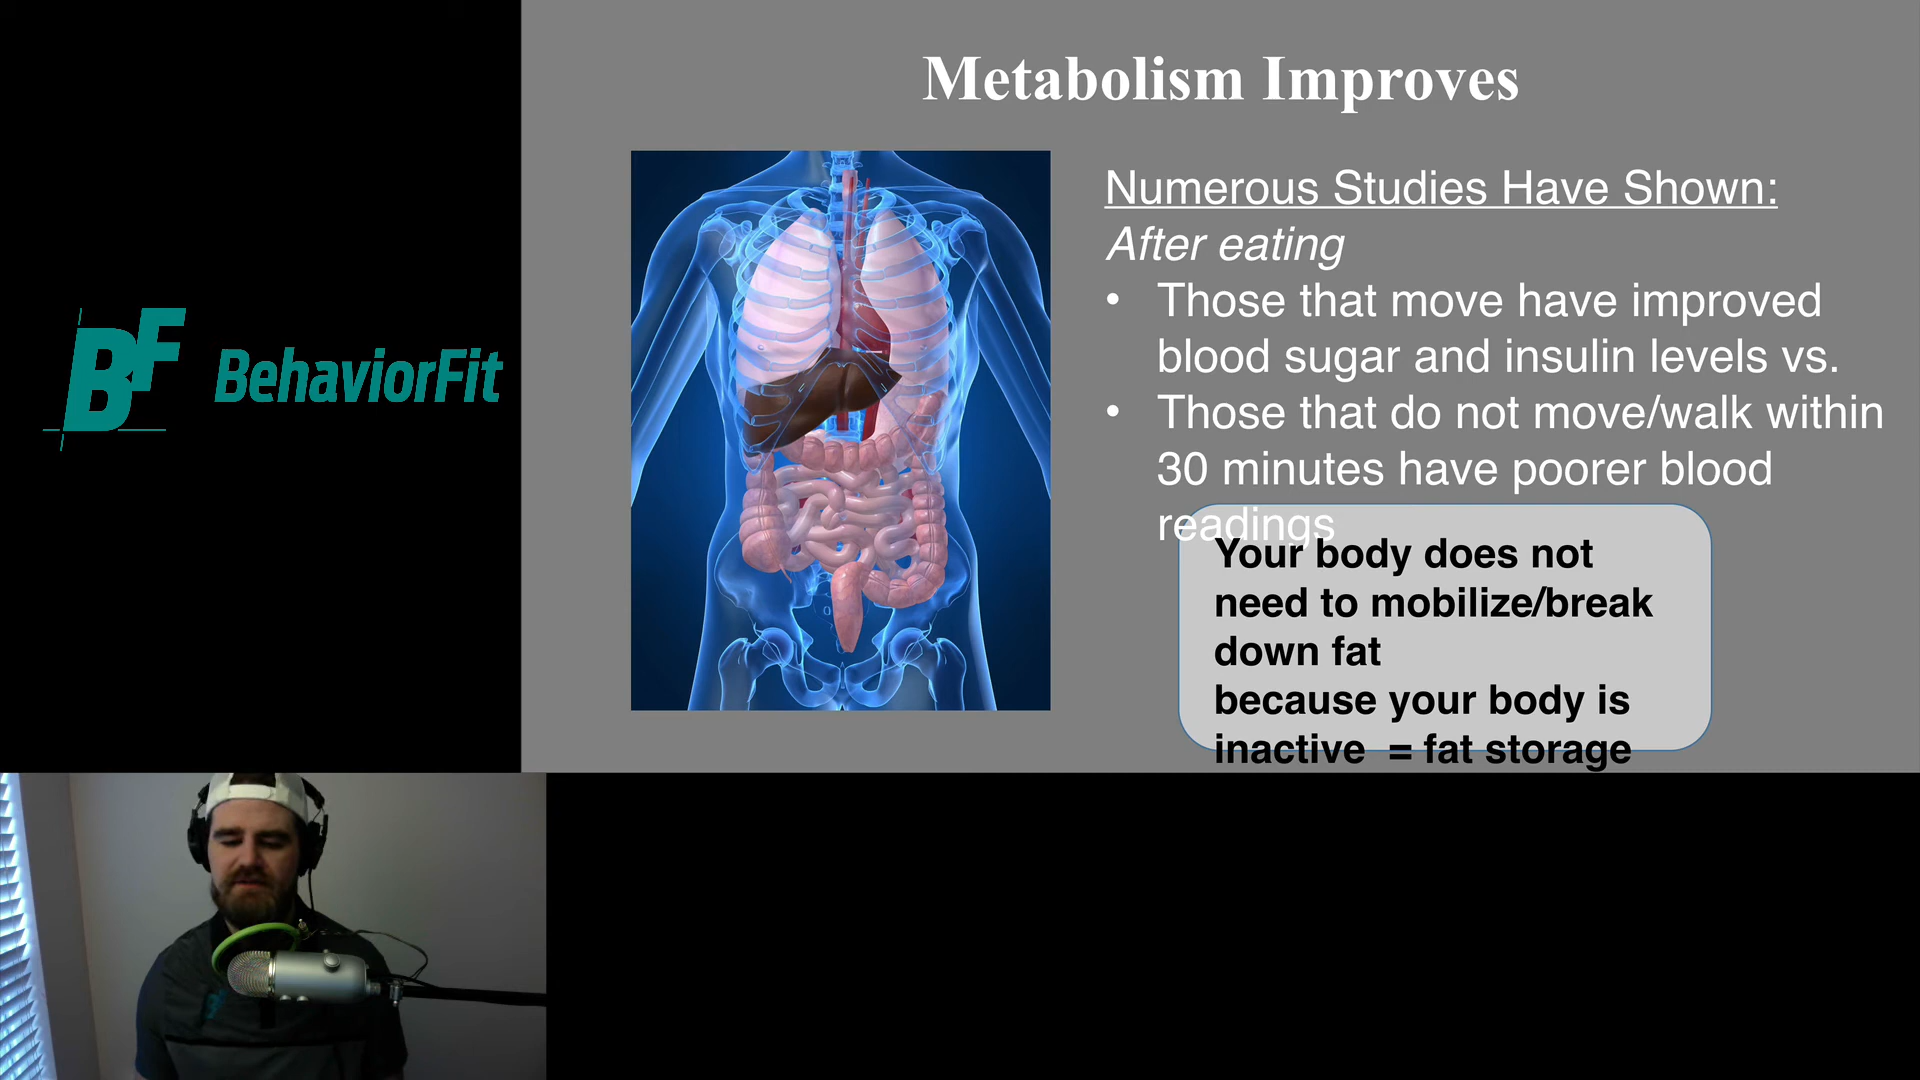 Metabolism Improves
Numerous Studies Have Shown:
After eating
• Those that move have improved
blood sugar and insulin levels vs.
• Those that do not move/walk within
30 minutes have poorer blood
readings
Your body does not
need to mobilize/break
down fat
because your body is
inactive = fat storage
BF BehaviorFit